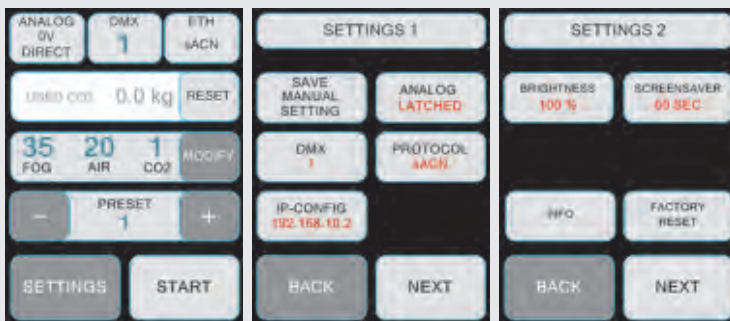 ANALOG
0V
DIRECT
DMX
1
ETH
sACN
USED CO2 0.0 kg RESET
35 20 1
FOG AIR CO2 MODIFY
- PRESET +
1
SETTINGS START
SETTINGS 1
SAVE
MANUAL
SETTING
ANALOG
LATCHED
DMX
1
PROTOCOL
sACN
IP-CONFIG
192.168.10.2
BACK NEXT
SETTINGS 2
BRIGHTNESS
100 %
SCREENSAVER
60 SEC
INFO
FACTORY
RESET
BACK NEXT